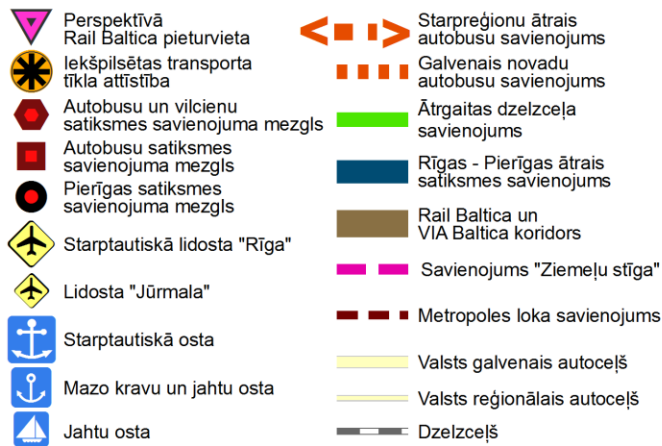 Perspektīvā
Rail Baltica pieturvieta
Iekšpilsētas transporta
tīkla attīstība
Autobusu un vilcienu
satiksmes savienojuma mezgls
Autobusu satiksmes
savienojuma mezgls
Pierīgas satiksmes
savienojuma mezgls
Starptautiskā lidosta "Rīga"
Lidosta "Jūrmala"
Starptautiskā osta
Mazo kravu un jahtu osta
Jahtu osta
Starpreģionu ātrais
autobusu savienojums
Galvenais novadu
autobusu savienojums
Ātrgaitas dzelzceļa
savienojums
Rīgas - Pierīgas ātrais
satiksmes savienojums
Rail Baltica un
VIA Baltica koridors
Savienojums "Ziemeļu stīga"
Metropoles loka savienojums
Valsts galvenais autoceļš
Valsts reģionālais autoceļš
Dzelzceļš